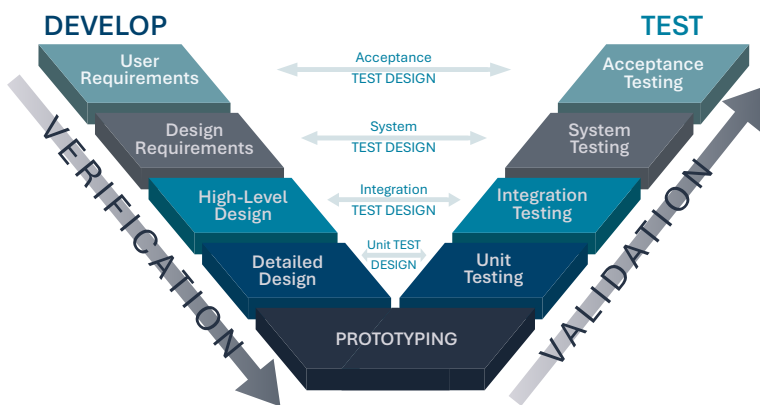 DEVELOP
TEST
User
Requirements
Acceptance
TEST DESIGN
Acceptance
Testing
Design
Requirements
System
TEST DESIGN
System
Testing
High-Level
Design
Integration
TEST DESIGN
Integration
Testing
Detailed
Design
Unit TEST
DESIGN
Unit
Testing
PROTOTYPING
VERIFICATION
VALIDATION